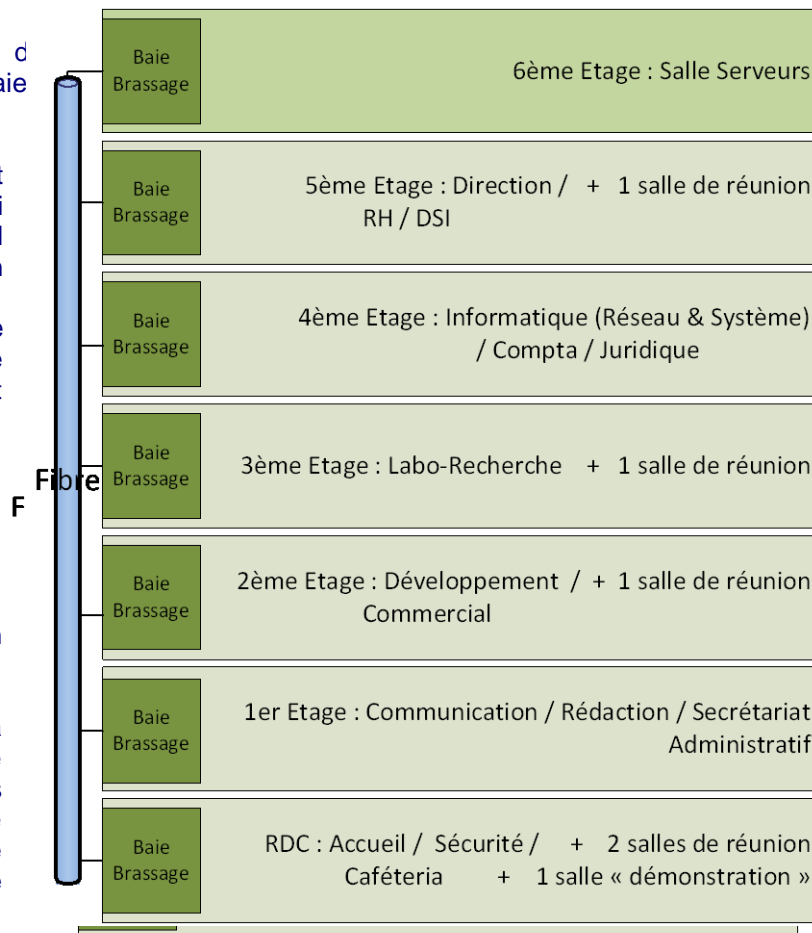 Baie
Brassage
6ème Etage : Salle Serveurs
Baie
Brassage
5ème Etage : Direction / + 1 salle de réunion
RH / DSI
Baie
Brassage
4ème Etage : Informatique (Réseau & Système)
/ Compta / Juridique
Baie
Brassage
3ème Etage : Labo-Recherche + 1 salle de réunion
Fibre
F
Baie
Brassage
2ème Etage : Développement / + 1 salle de réunion
Commercial
Baie
Brassage
1er Etage : Communication / Rédaction / Secrétariat
Administratif
Baie
Brassage
RDC : Accueil / Sécurité / + 2 salles de réunion
Caféteria + 1 salle « démonstration »